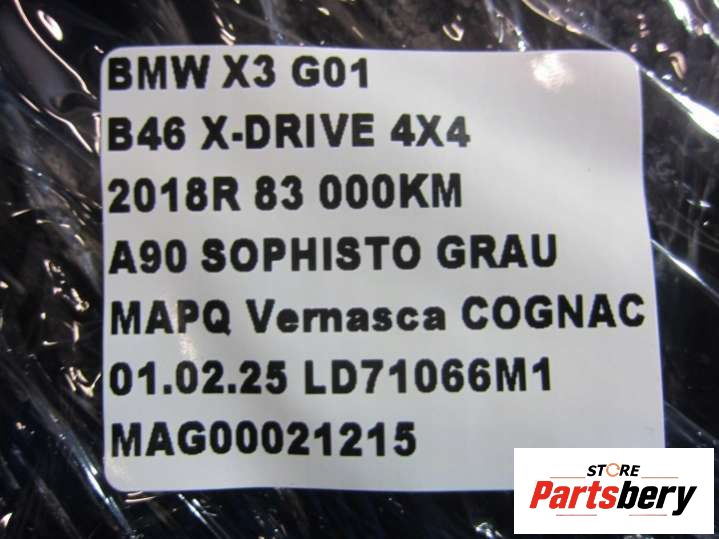 BMW X3 G01
B46 X-DRIVE 4X4
2018R 83 000KM
A90 SOPHISTO GRAU
MAPQ Vernasca COGNAC
01.02.25 LD71066M1
MAG00021215
STORE
Partsbery